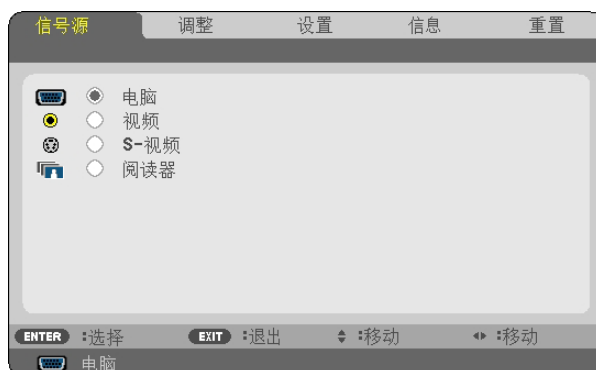 信号源 调整 设置 信息 重置
电脑
视频
S-视频
阅读器
ENTER :选择 EXIT :退出 :移动 :移动
电脑